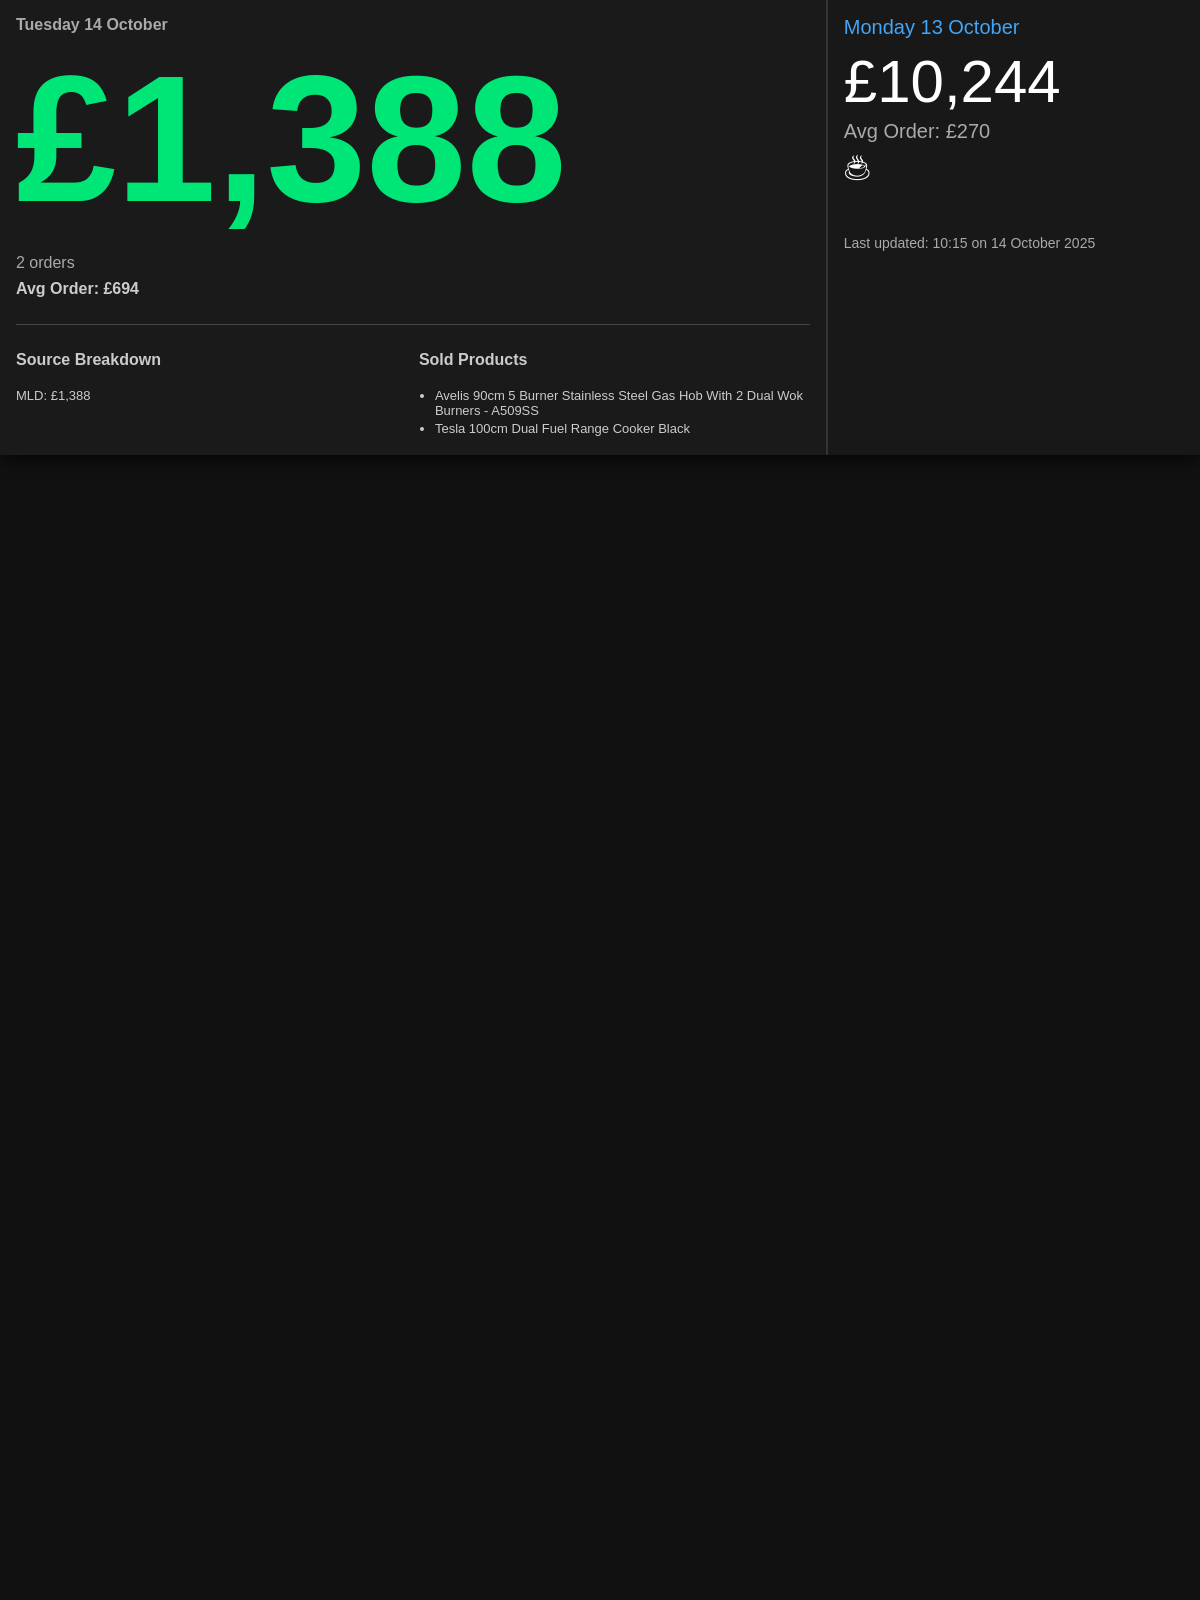 Tuesday 14 October
£1,388
2 orders
Avg Order: £694
Source Breakdown
MLD: £1,388
Sold Products
• Avelis 90cm 5 Burner Stainless Steel Gas Hob With 2 Dual Wok
Burners - A509SS
• Tesla 100cm Dual Fuel Range Cooker Black
Monday 13 October
£10,244
Avg Order: £270
☕
Last updated: 10:15 on 14 October 2025